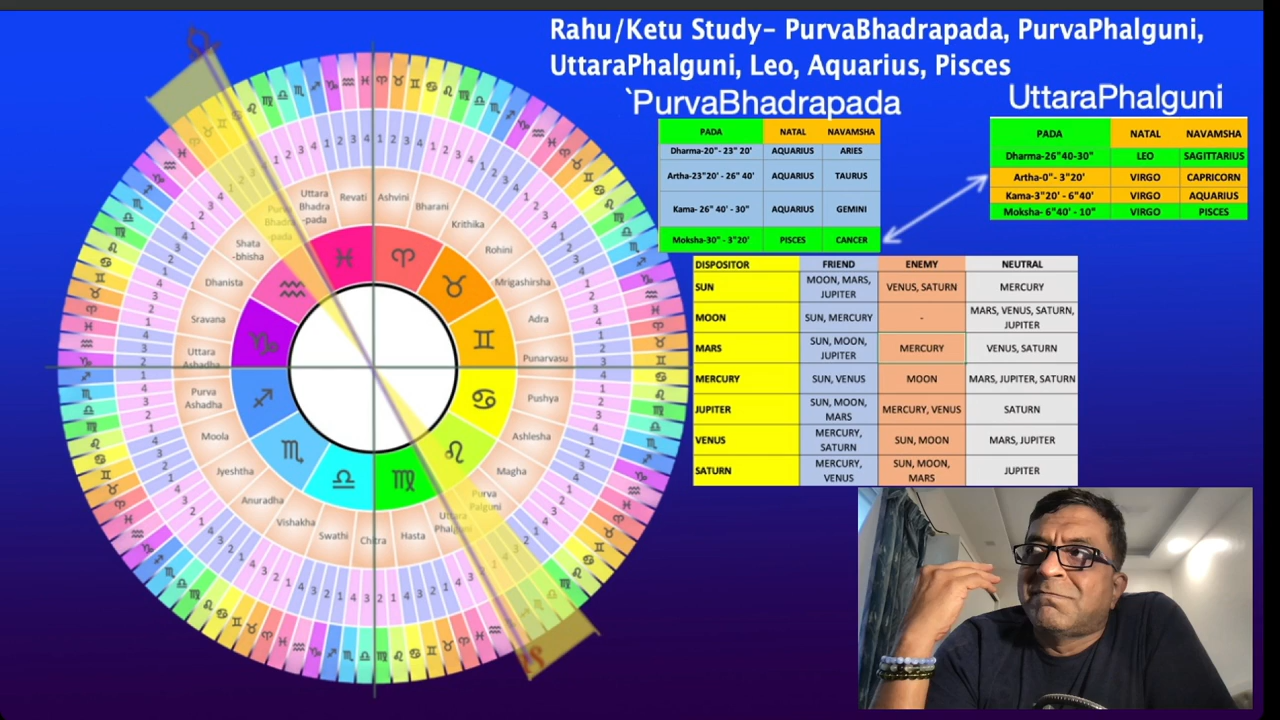 Rahu/Ketu Study- PurvaBhadrapada, PurvaPhalguni,
UttaraPhalguni, Leo, Aquarius, Pisces
`PurvaBhadrapada
UttaraPhalguni
PADA NATAL NAVAMSHA
Dharma-20"- 23" 20' AQUARIUS ARIES
Artha-23"20' - 26" 40' AQUARIUS TAURUS
Kama- 26" 40' - 30" AQUARIUS GEMINI
Moksha-30" - 3"20' PISCES CANCER
PADA NATAL NAVAMSHA
Dharma-26"40-30" LEO SAGITTARIUS
Artha-0"- 3"20' VIRGO CAPRICORN
Kama-3"20' - 6"40' VIRGO AQUARIUS
Moksha- 6"40' - 10" VIRGO PISCES
DISPOSITOR FRIEND ENEMY NEUTRAL
SUN MOON, MARS, JUPITER VENUS, SATURN MERCURY
MOON SUN, MERCURY - MARS, VENUS, SATURN, JUPITER
MARS SUN, MOON, JUPITER MERCURY VENUS, SATURN
MERCURY SUN, VENUS MOON MARS, JUPITER, SATURN
JUPITER SUN, MOON, MARS MERCURY, VENUS SATURN
VENUS MERCURY, SATURN SUN, MOON MARS, JUPITER
SATURN MERCURY, VENUS SUN, MOON, MARS JUPITER
Ashvini
Bharani
Krithika
Rohini
Mrigashirsha
Adra
Punarvasu
Pushya
Ashlesha
Magha
Purva
Palguni
Uttara
Hasta
Chitra
Swathi
Vishakha
Anuradha
Jyeshtha
Moola
Purva
Ashadha
Uttara
Ashadha
Sravana
Dhanista
Shata
-bhisha
Purva
Bhadra
-pada
Uttara
Bhadra
-pada
Revati